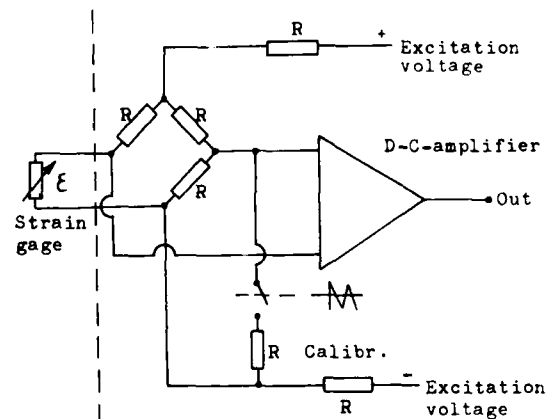 R
+
Excitation
voltage
R
R
D-C-amplifier
R
ε
Out
Strain
gage
R
Calibr.
-
Excitation
voltage
R